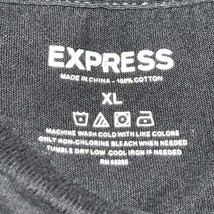 EXPRESS
MADE IN CHINA - 100% COTTON
XL
MACHINE WASH COLD WITH LIKE COLORS
ONLY NON-CHLORINE BLEACH WHEN NEEDED
TUMBLE DRY LOW COOL IRON IF NEEDED
RN